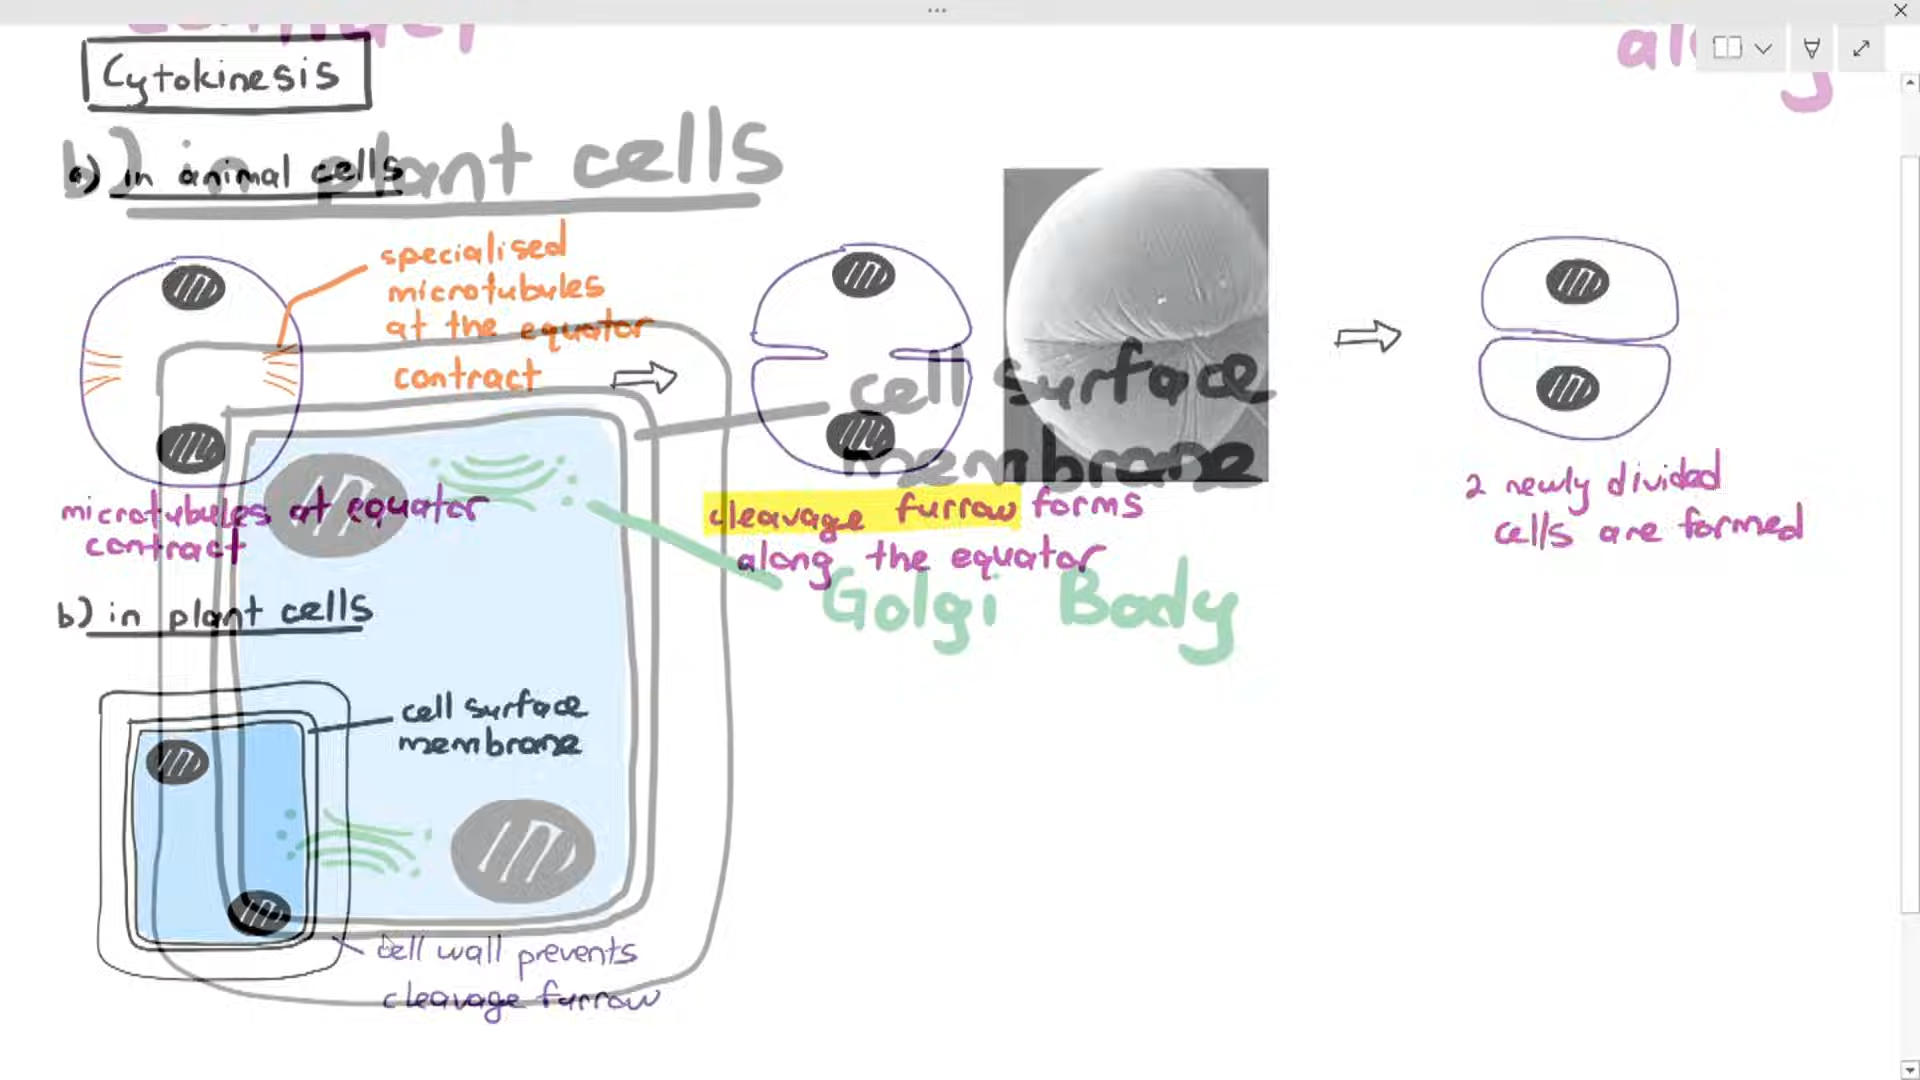 Cytokinesis
a) in animal cells
b) in plant cells
specialised
microtubules
at the equator
contract
cell surface
membrane
microtubules at equator
contract
cleavage furrow forms
along the equator
2 newly divided
cells are formed
Golgi Body
b) in plant cells
cell surface
membrane
cell wall prevents
cleavage furrow
along